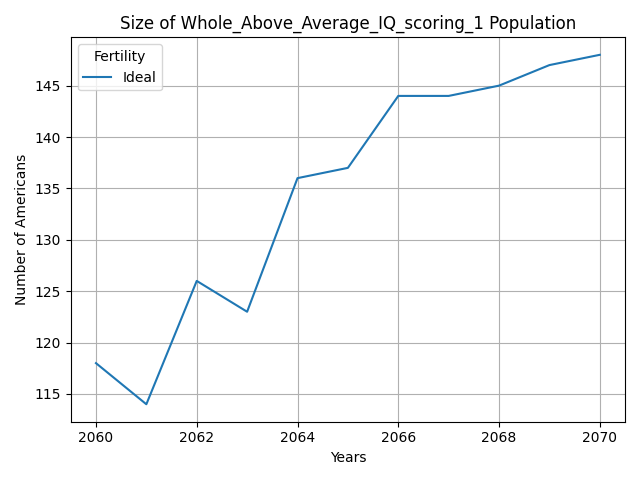 Size of Whole_Above_Average_IQ_scoring_1 Population
Fertility
Ideal
Number of Americans
145
140
135
130
125
120
115
2060 2062 2064 2066 2068 2070
Years